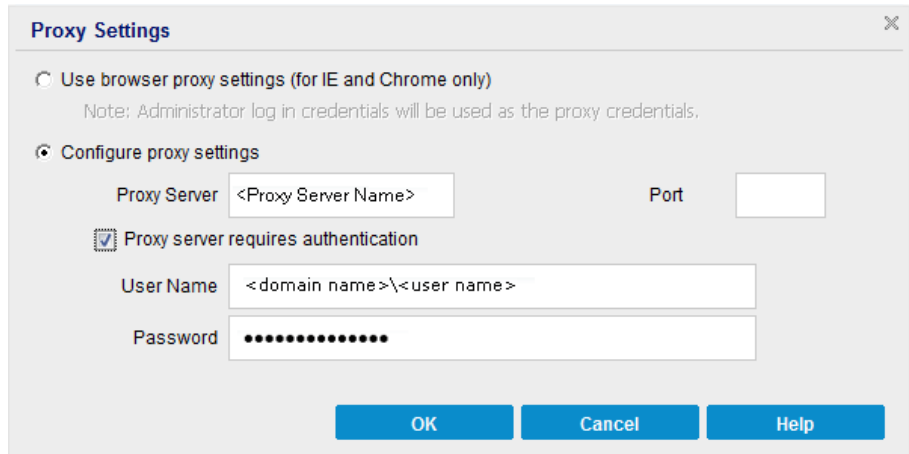 Proxy Settings
Use browser proxy settings (for IE and Chrome only)
Note: Administrator log in credentials will be used as the proxy credentials.
Configure proxy settings
Proxy Server <Proxy Server Name> Port
Proxy server requires authentication
User Name <domain name>\<user name>
Password ••••••••••••••
OK Cancel Help